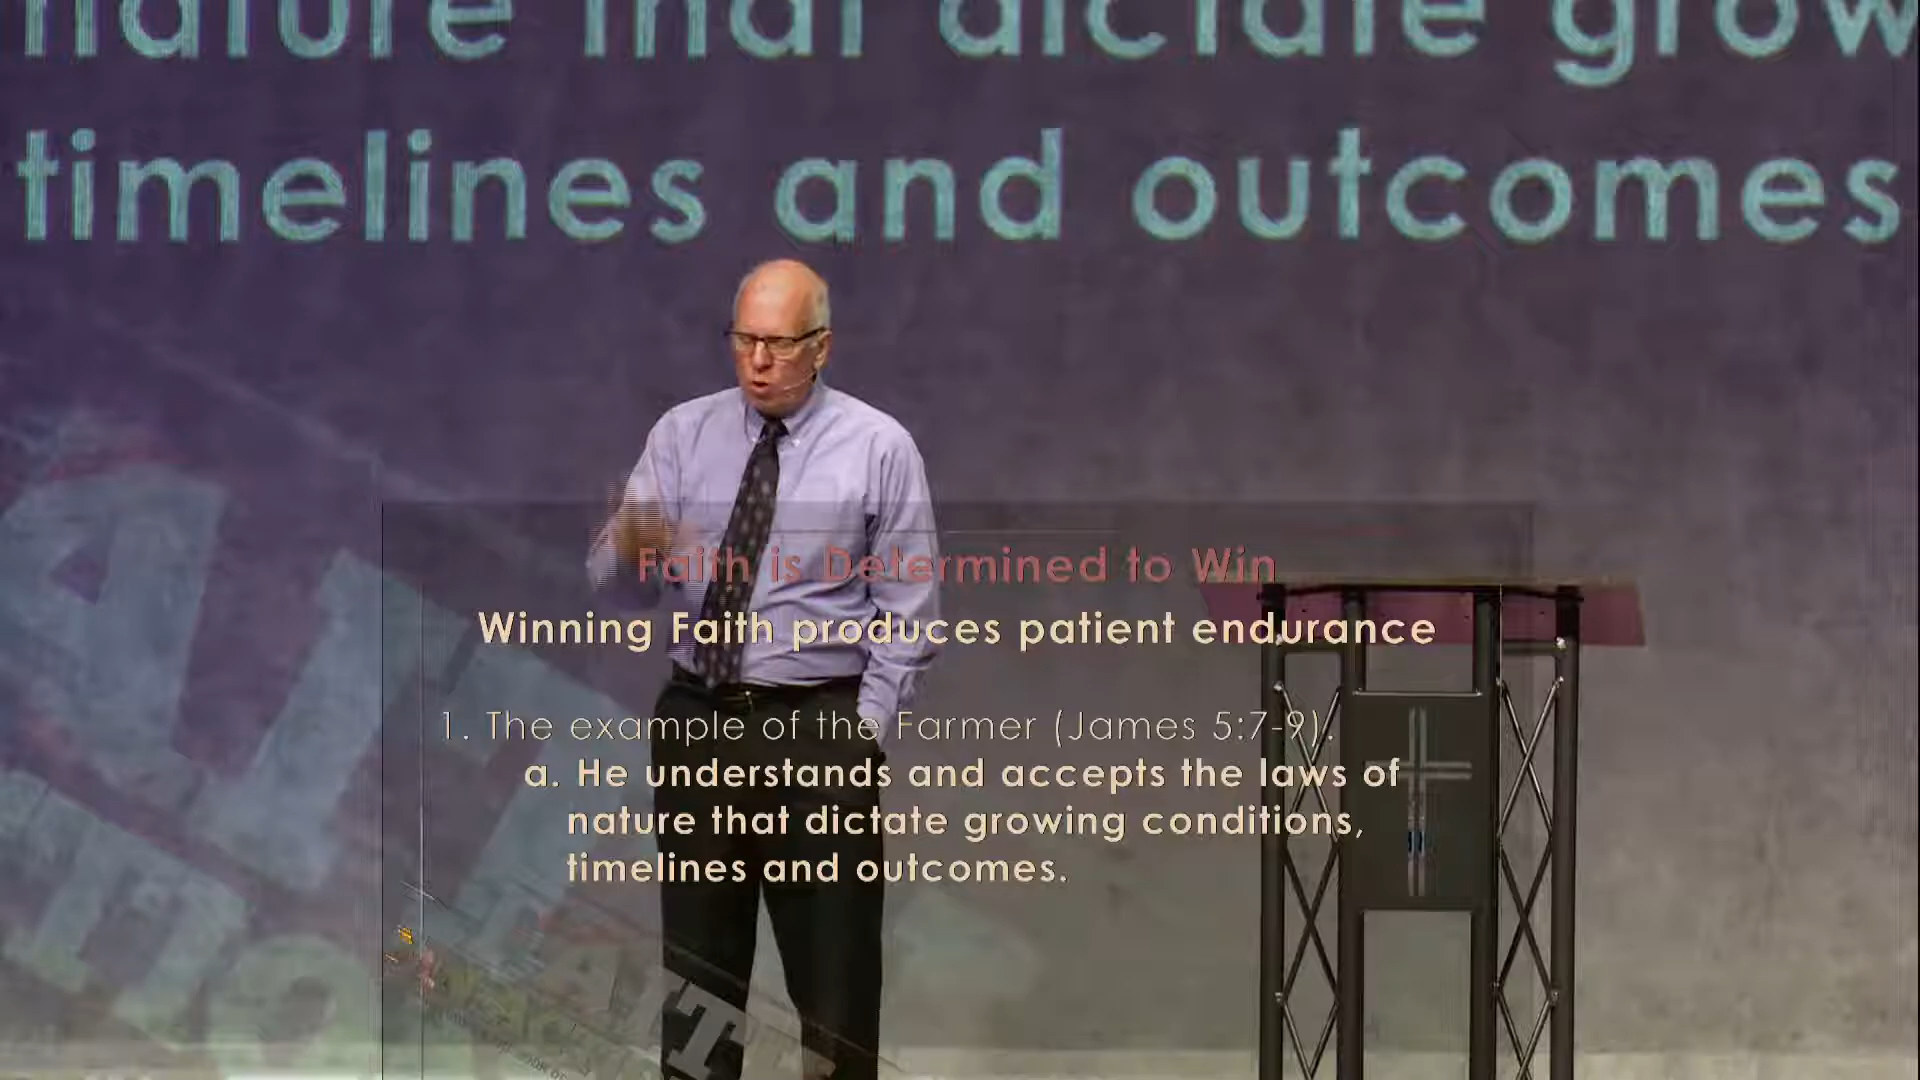 nature that dictate grow
timelines and outcomes
Faith is Determined to Win
Winning Faith produces patient endurance
1. The example of the Farmer (James 5:7-9).
a. He understands and accepts the laws of
nature that dictate growing conditions,
timelines and outcomes.